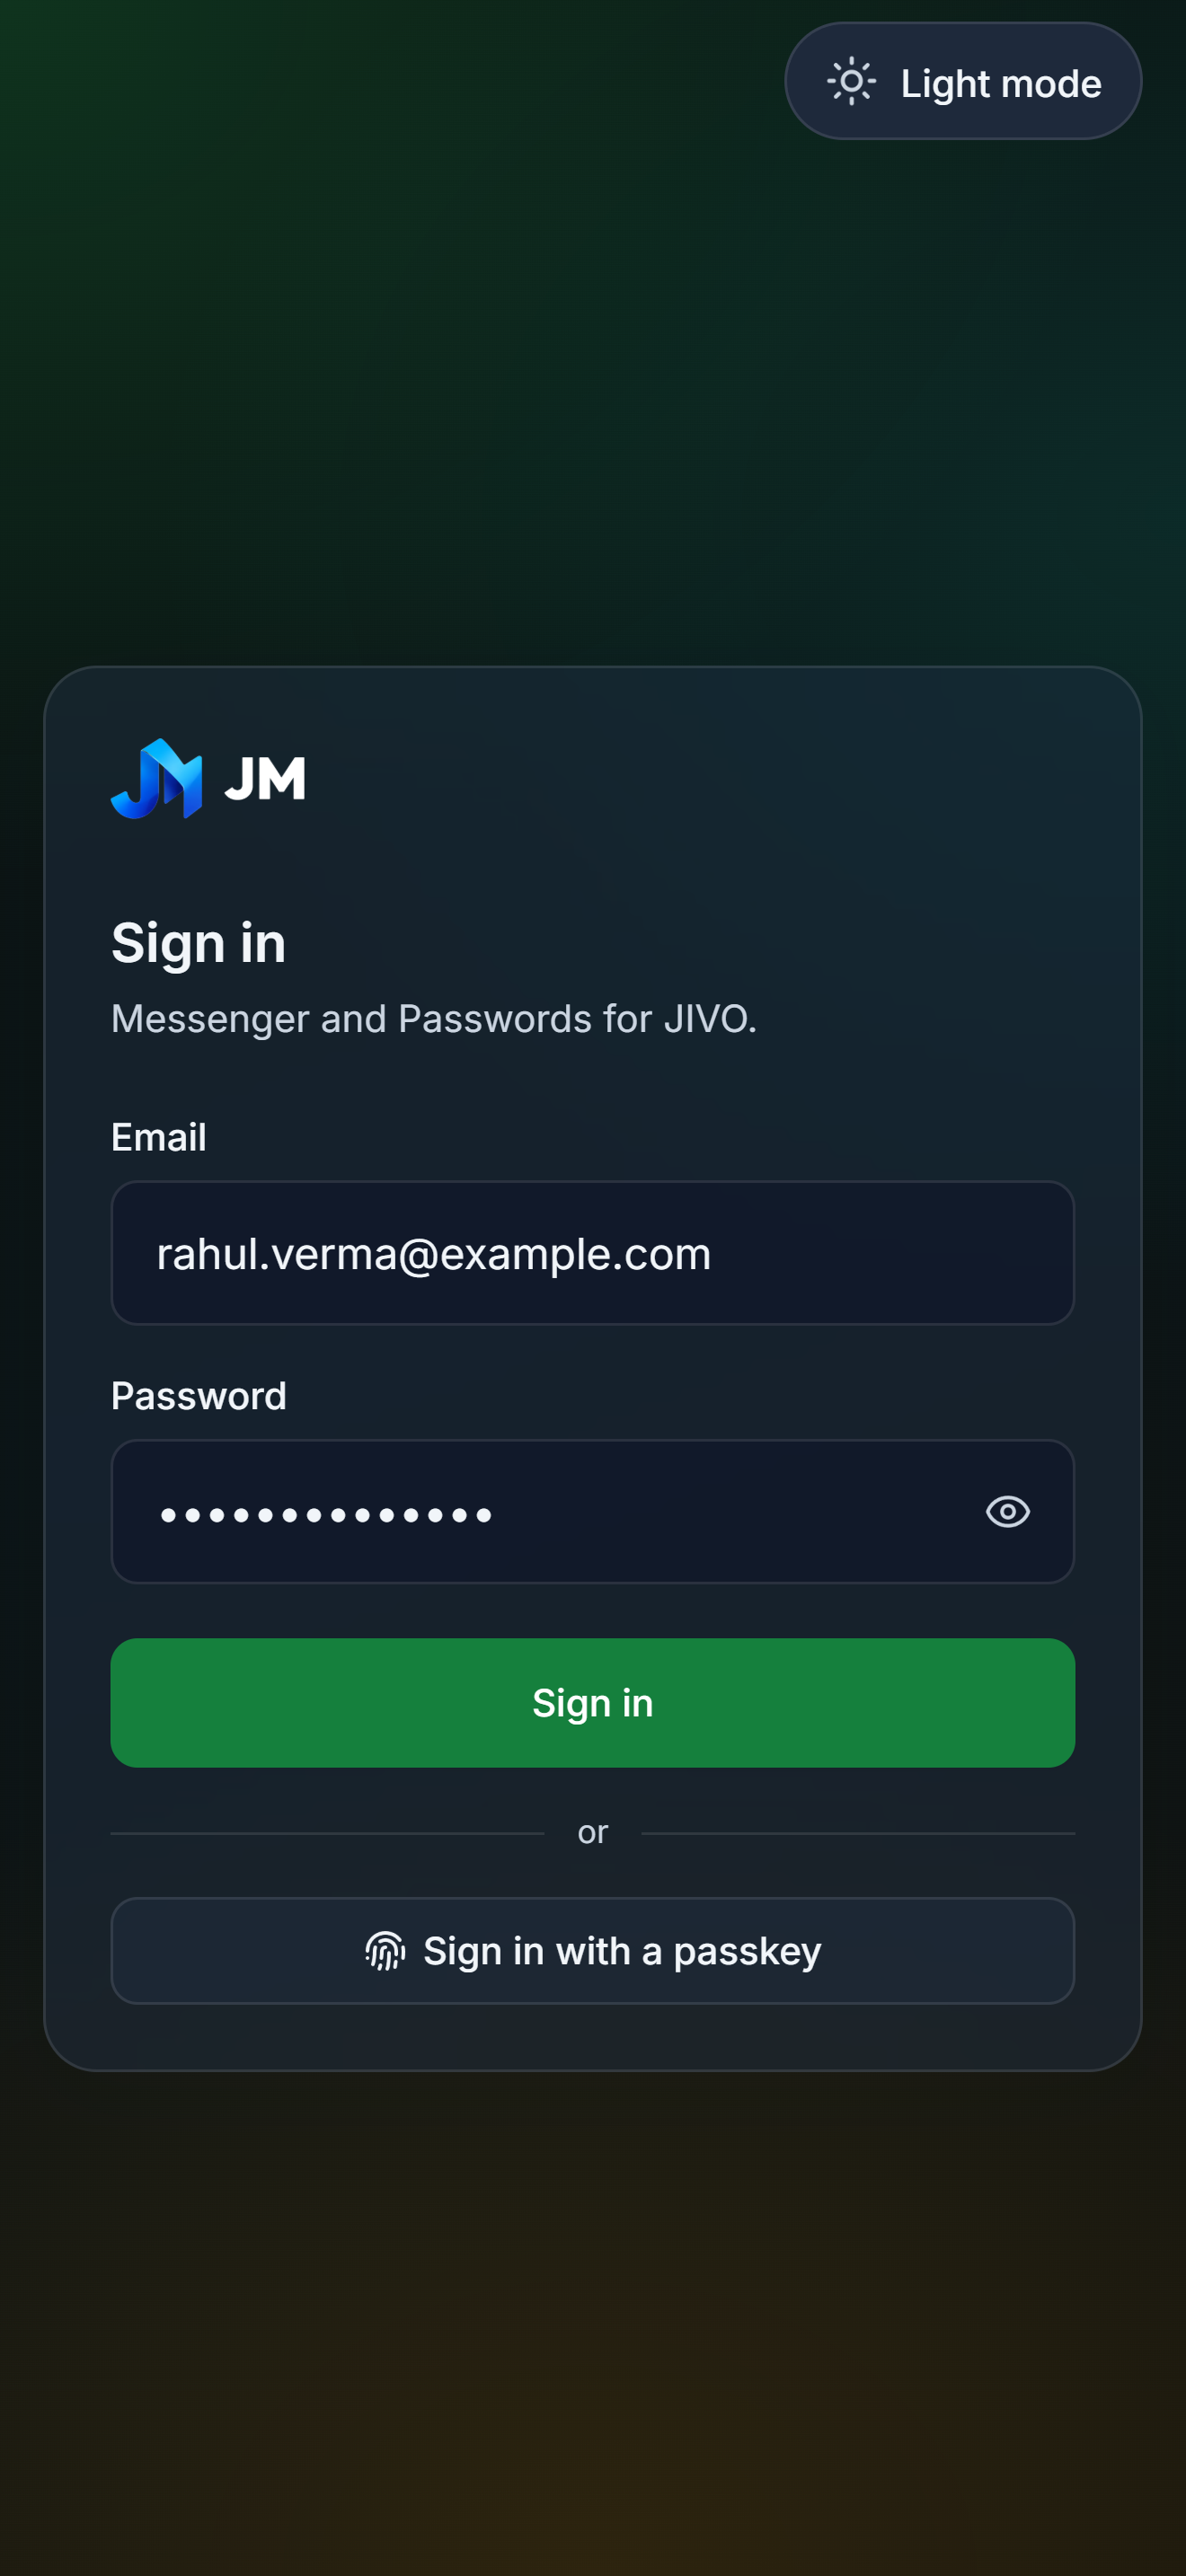 Light mode
JM
Sign in
Messenger and Passwords for JIVO.
Email
rahul.verma@example.com
Password
••••••••••••••
Sign in
or
Sign in with a passkey